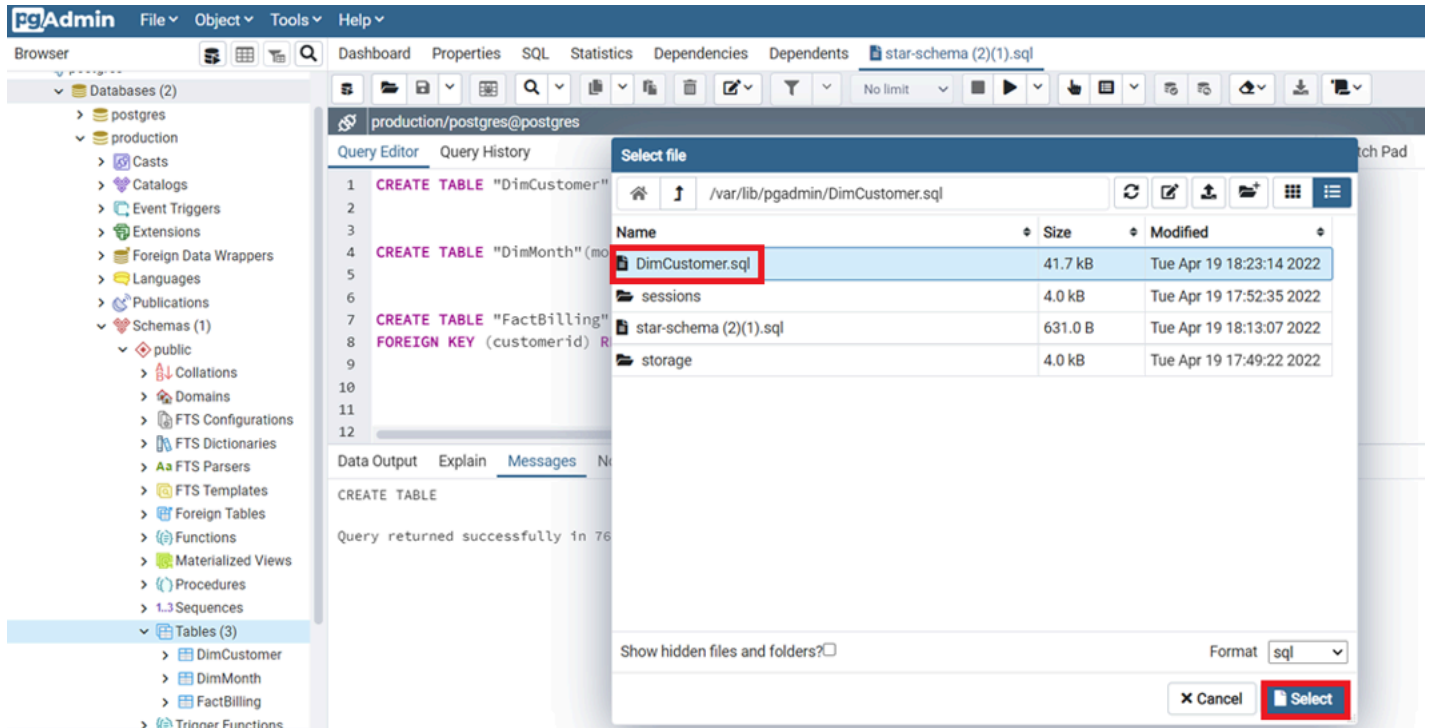 pgAdmin File Object Tools Help
Browser
Dashboard Properties SQL Statistics Dependencies Dependents star-schema (2)(1).sql
Databases (2)
postgres
production
Casts
Catalogs
Event Triggers
Extensions
Foreign Data Wrappers
Languages
Publications
Schemas (1)
public
Collations
Domains
FTS Configurations
FTS Dictionaries
FTS Parsers
FTS Templates
Foreign Tables
Functions
Materialized Views
Procedures
1..3 Sequences
Tables (3)
DimCustomer
DimMonth
FactBilling
Trigger Functions
No limit
production/postgres@postgres
Query Editor Query History
tch Pad
1 CREATE TABLE "DimCustomer"
2
3
4 CREATE TABLE "DimMonth"(mo
5
6
7 CREATE TABLE "FactBilling"
8 FOREIGN KEY (customerid) R
9
10
11
12
Data Output Explain Messages No
CREATE TABLE
Query returned successfully in 76
Select file
/var/lib/pgadmin/DimCustomer.sql
Name Size Modified
DimCustomer.sql 41.7 kB Tue Apr 19 18:23:14 2022
sessions 4.0 kB Tue Apr 19 17:52:35 2022
star-schema (2)(1).sql 631.0 B Tue Apr 19 18:13:07 2022
storage 4.0 kB Tue Apr 19 17:49:22 2022
Show hidden files and folders?
Format sql
Cancel Select